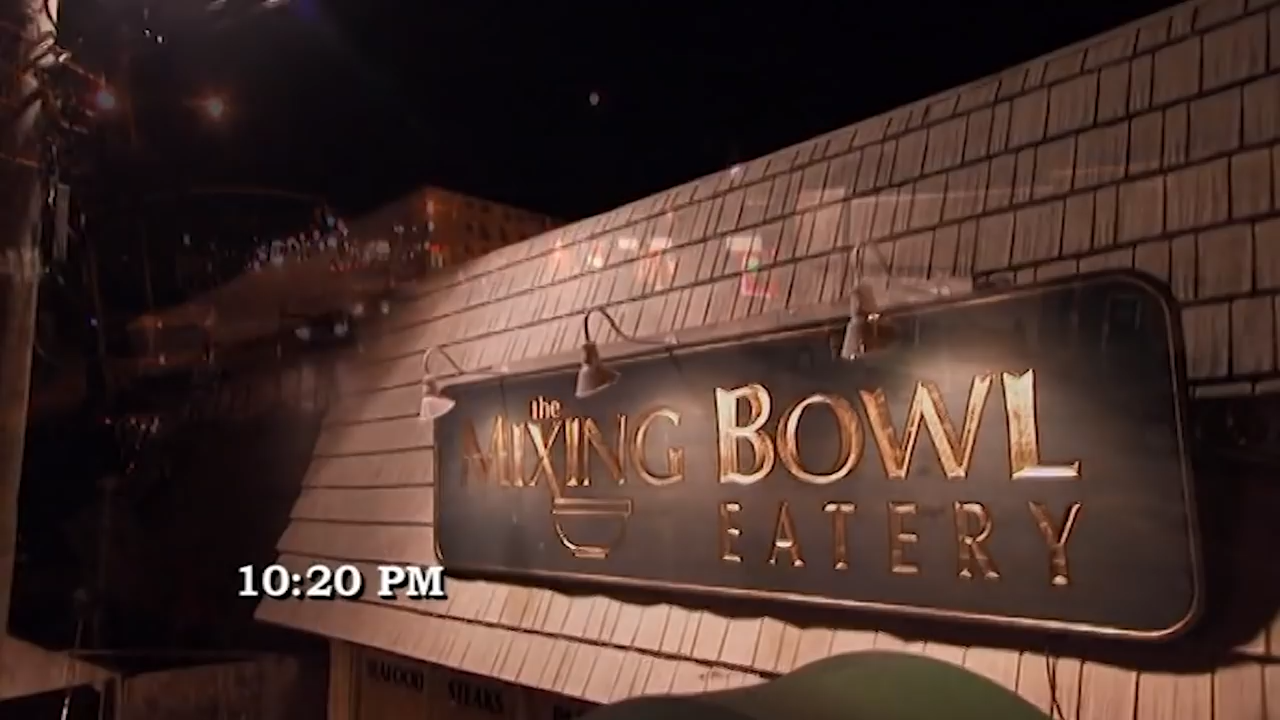 the
MIXING BOWL
EATERY
10:20 PM
SEAFOOD STEAKS